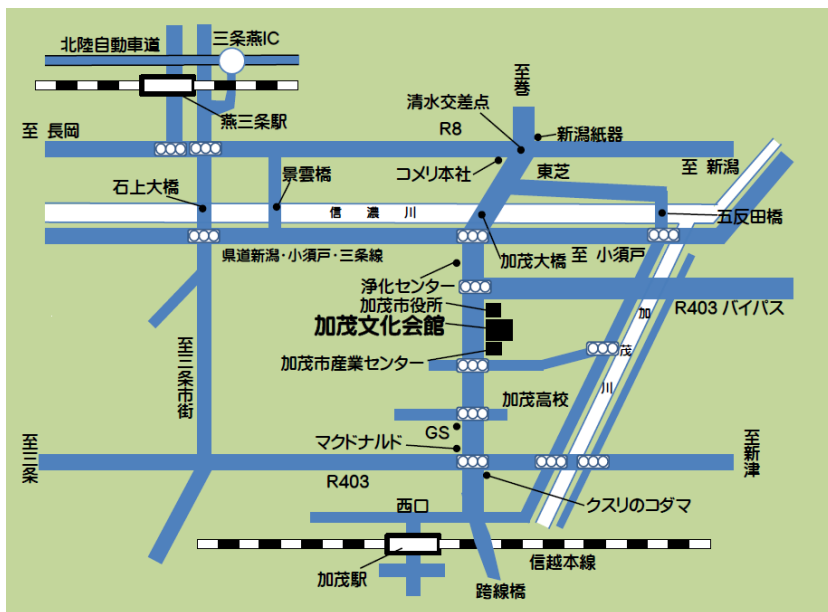 北陸自動車道
三条燕IC
至巻
燕三条駅
清水交差点
R8
新潟紙器
至 長岡
コメリ本社
東芝
至 新潟
石上大橋
景雲橋
信濃川
五反田橋
県道新潟・小須戸・三条線
加茂大橋
至 小須戸
浄化センター
加茂市役所
R403 バイパス
加茂文化会館
加茂川
加茂市産業センター
至三条市街
加茂高校
GS
マクドナルド
至三条
R403
至新津
クスリのコダマ
西口
加茂駅
信越本線
跨線橋